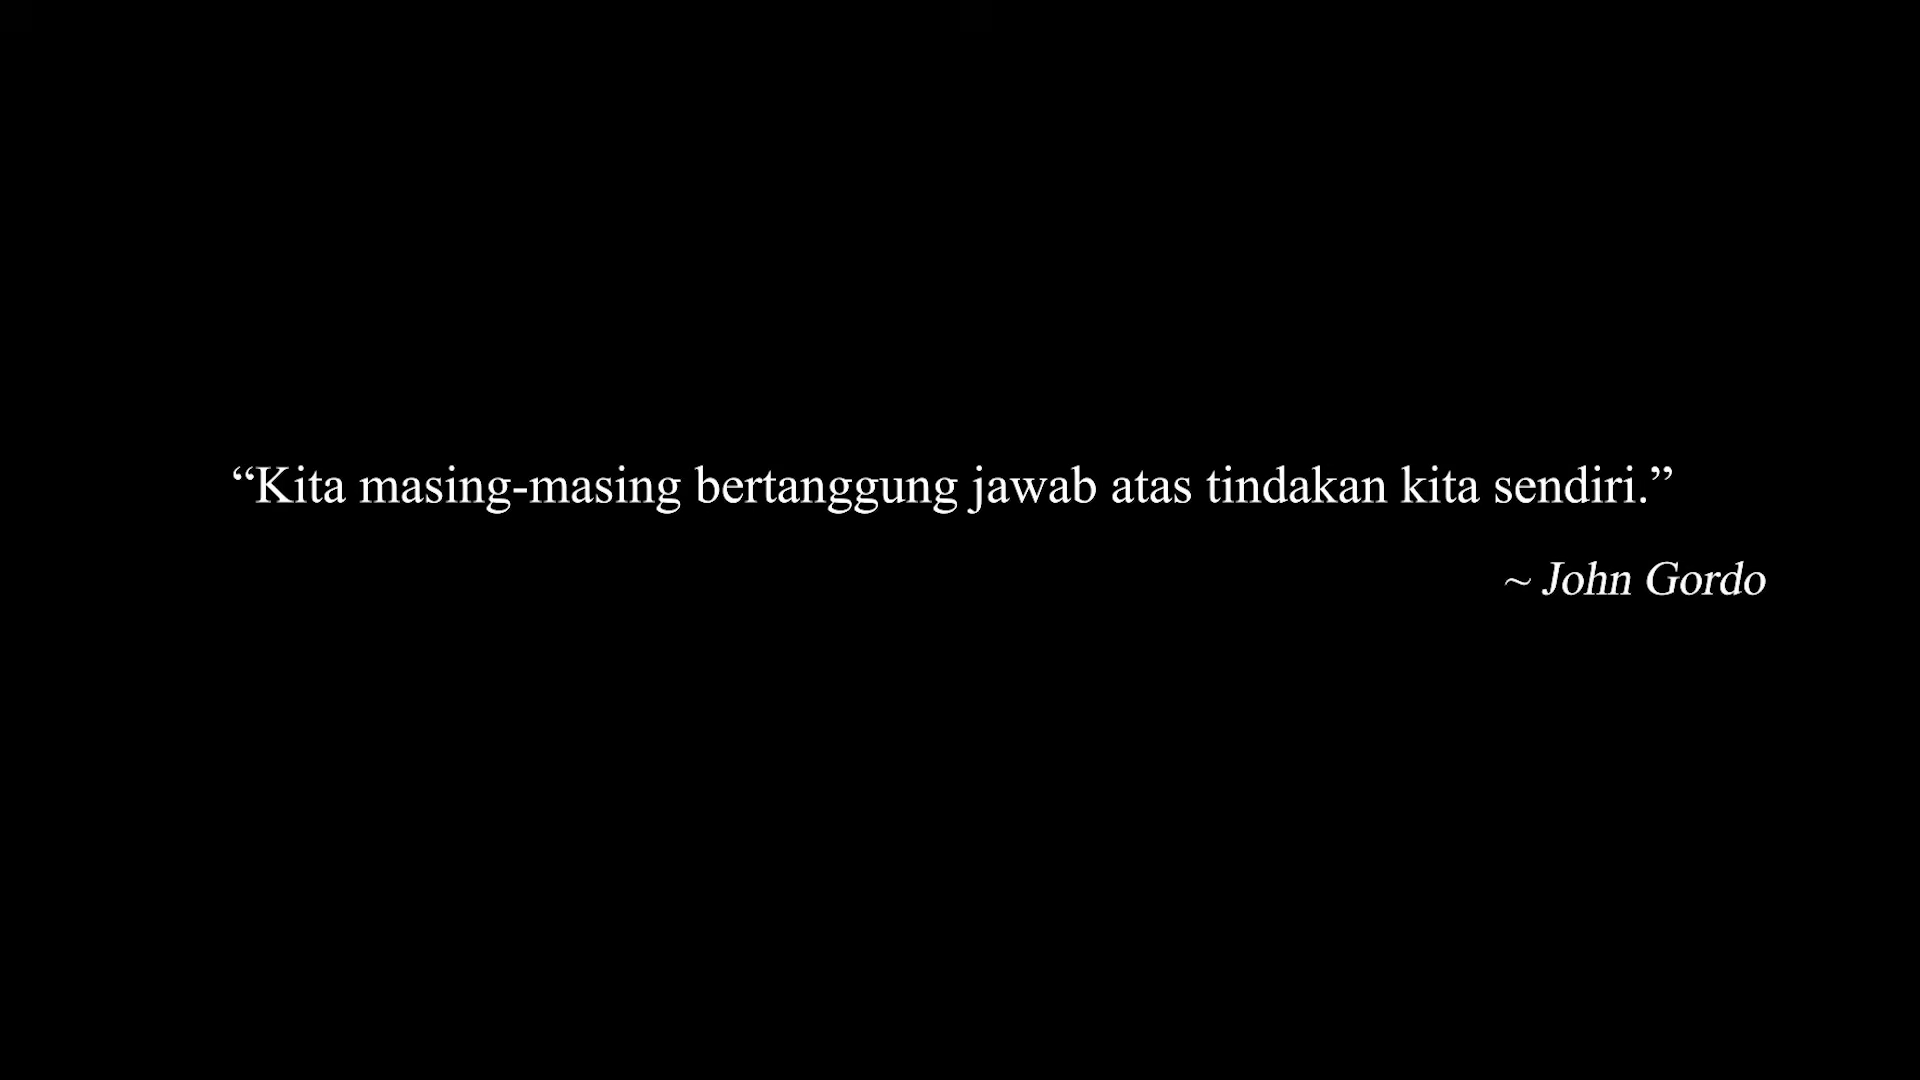 “Kita masing-masing bertanggung jawab atas tindakan kita sendiri.”
~ John Gordo